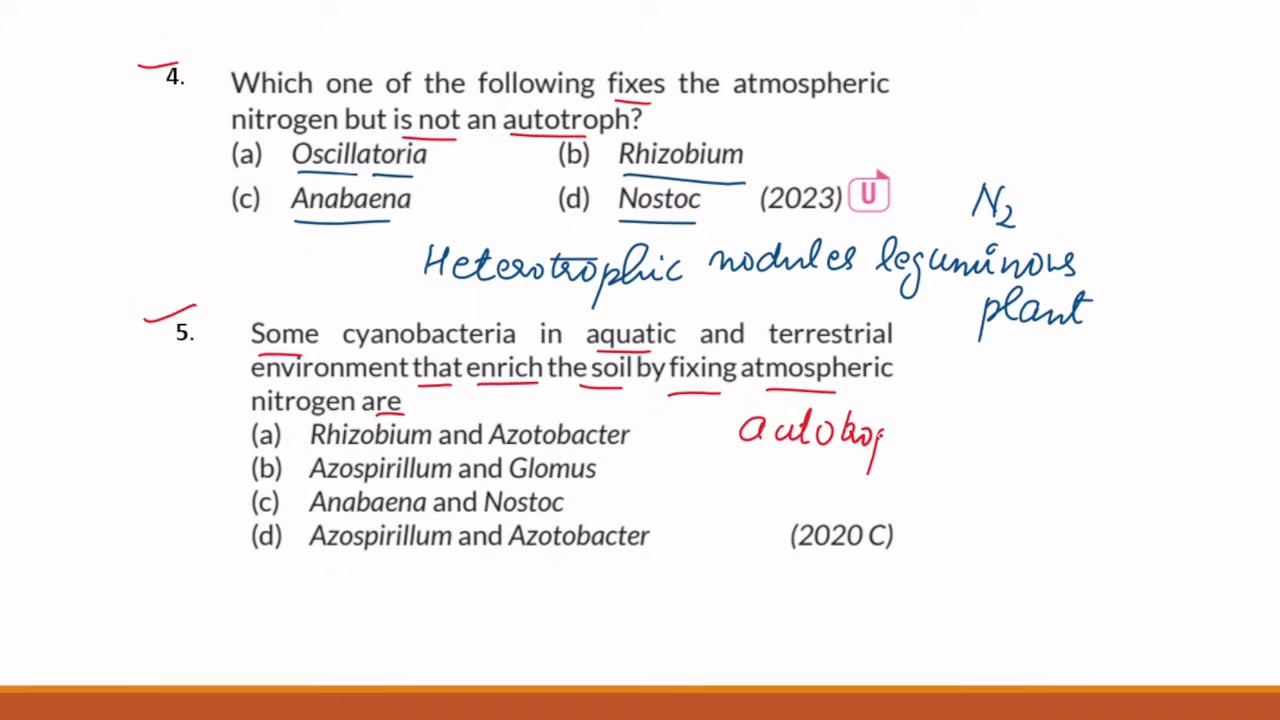 4.
Which one of the following fixes the atmospheric
nitrogen but is not an autotroph?
(a) Oscillatoria (b) Rhizobium
(c) Anabaena (d) Nostoc (2023) U
N2
Heterotrophic nodules leguminous
plant
5.
Some cyanobacteria in aquatic and terrestrial
environment that enrich the soil by fixing atmospheric
nitrogen are
(a) Rhizobium and Azotobacter
autotrop
(b) Azospirillum and Glomus
(c) Anabaena and Nostoc
(d) Azospirillum and Azotobacter (2020 C)